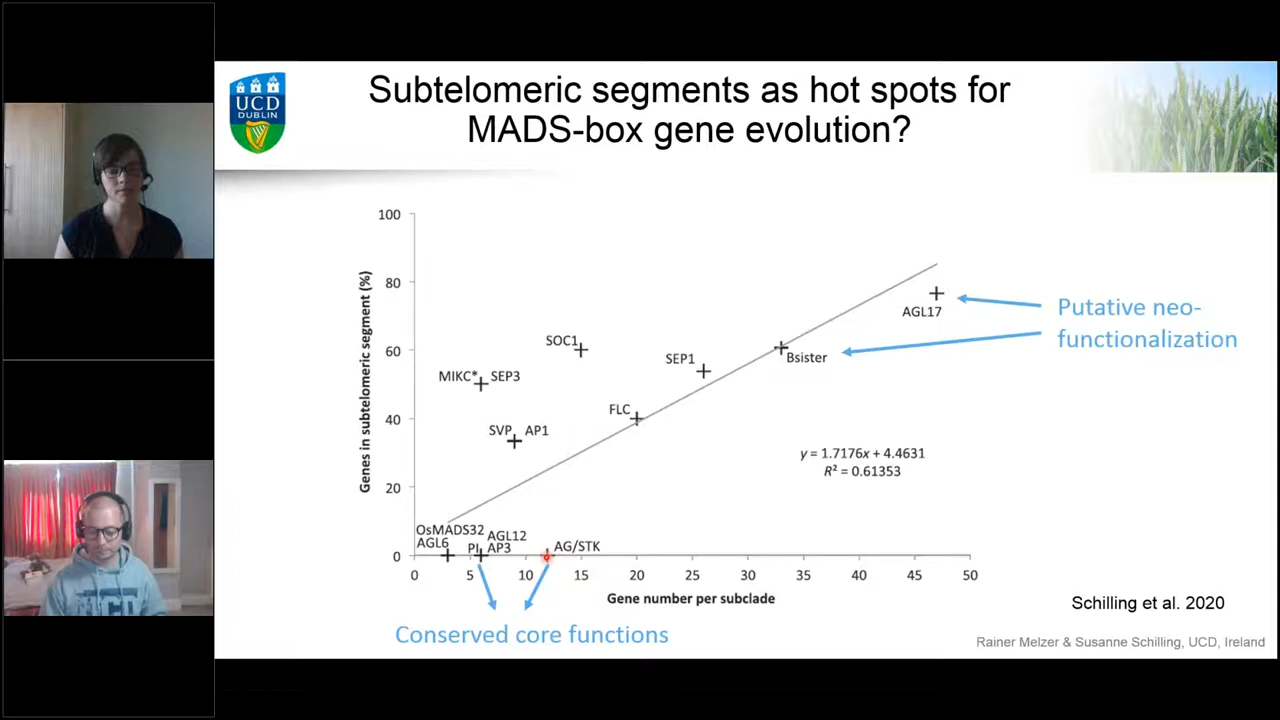 UCD
DUBLIN
Subtelomeric segments as hot spots for
MADS-box gene evolution?
Genes in subtelomeric segment (%)
100
80
60
40
20
0
AGL17
SOC1
SEP1
Bsister
MIKC* SEP3
FLC
SVP AP1
y = 1.7176x + 4.4631
R² = 0.61353
OsMADS32
AGL6
AGL12
PI AP3
AG/STK
0 5 10 15 20 25 30 35 40 45 50
Gene number per subclade
Putative neo-
functionalization
Conserved core functions
Schilling et al. 2020
Rainer Melzer & Susanne Schilling, UCD, Ireland